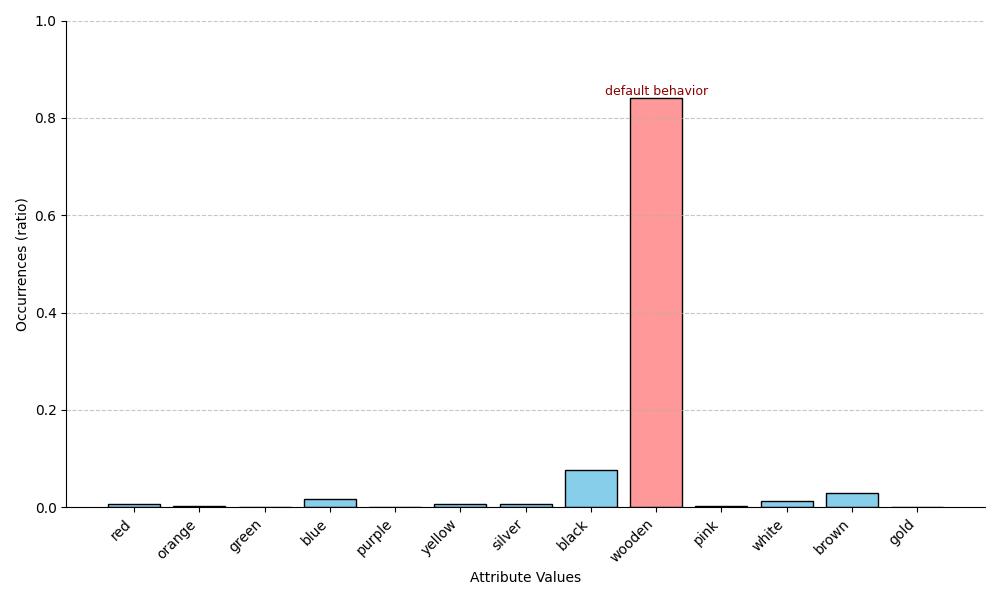 1.0
default behavior
0.8
0.6
0.4
0.2
0.0
Occurrences (ratio)
red
orange
green
blue
purple
yellow
silver
black
wooden
pink
white
brown
gold
Attribute Values